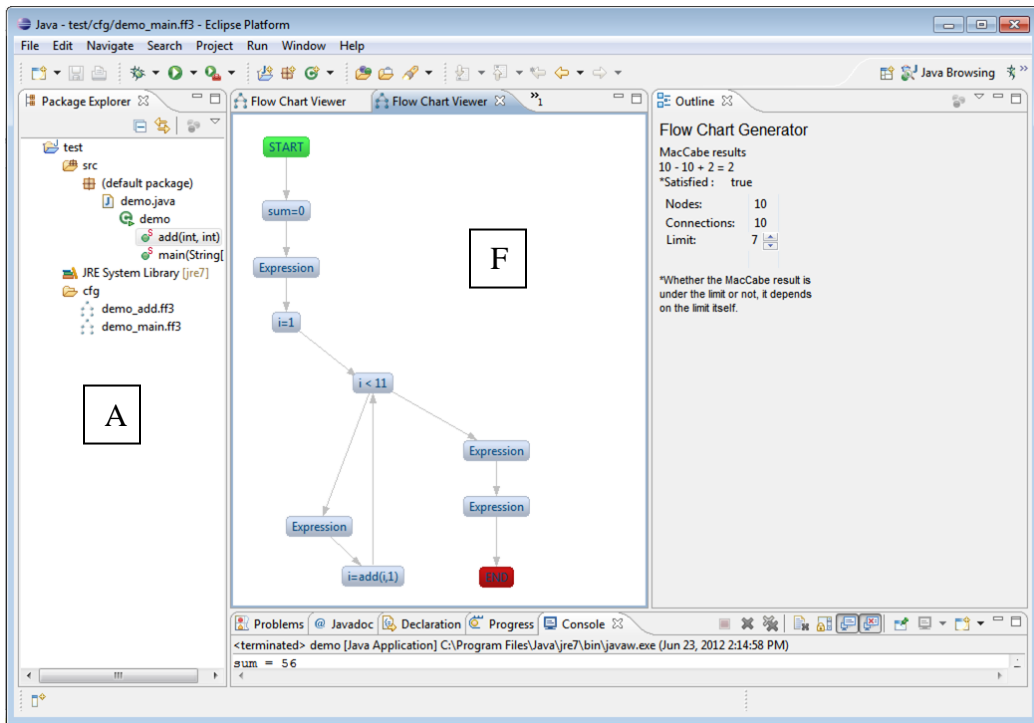 Java - test/cfg/demo_main.ff3 - Eclipse Platform
File Edit Navigate Search Project Run Window Help
Java Browsing »
Package Explorer
test
src
(default package)
demo.java
demo
add(int, int)
main(String[
JRE System Library [jre7]
cfg
demo_add.ff3
demo_main.ff3
A
Flow Chart Viewer Flow Chart Viewer »1
START
sum=0
Expression
i=1
i < 11
Expression
Expression
Expression
i=add(i,1)
END
F
Outline
Flow Chart Generator
MacCabe results
10 - 10 + 2 = 2
*Satisfied : true
Nodes: 10
Connections: 10
Limit: 7
*Whether the MacCabe result is
under the limit or not, it depends
on the limit itself.
Problems @ Javadoc Declaration Progress Console
<terminated> demo [Java Application] C:\Program Files\Java\jre7\bin\javaw.exe (Jun 23, 2012 2:14:58 PM)
sum = 56